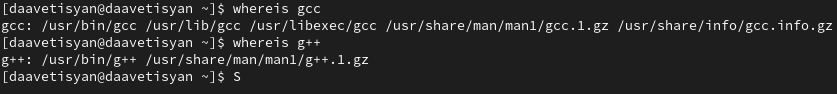 [daavetisyan@daavetisyan ~]$ whereis gcc
gcc: /usr/bin/gcc /usr/lib/gcc /usr/libexec/gcc /usr/share/man/man1/gcc.1.gz /usr/share/info/gcc.info.gz
[daavetisyan@daavetisyan ~]$ whereis g++
g++: /usr/bin/g++ /usr/share/man/man1/g++.1.gz
[daavetisyan@daavetisyan ~]$ S